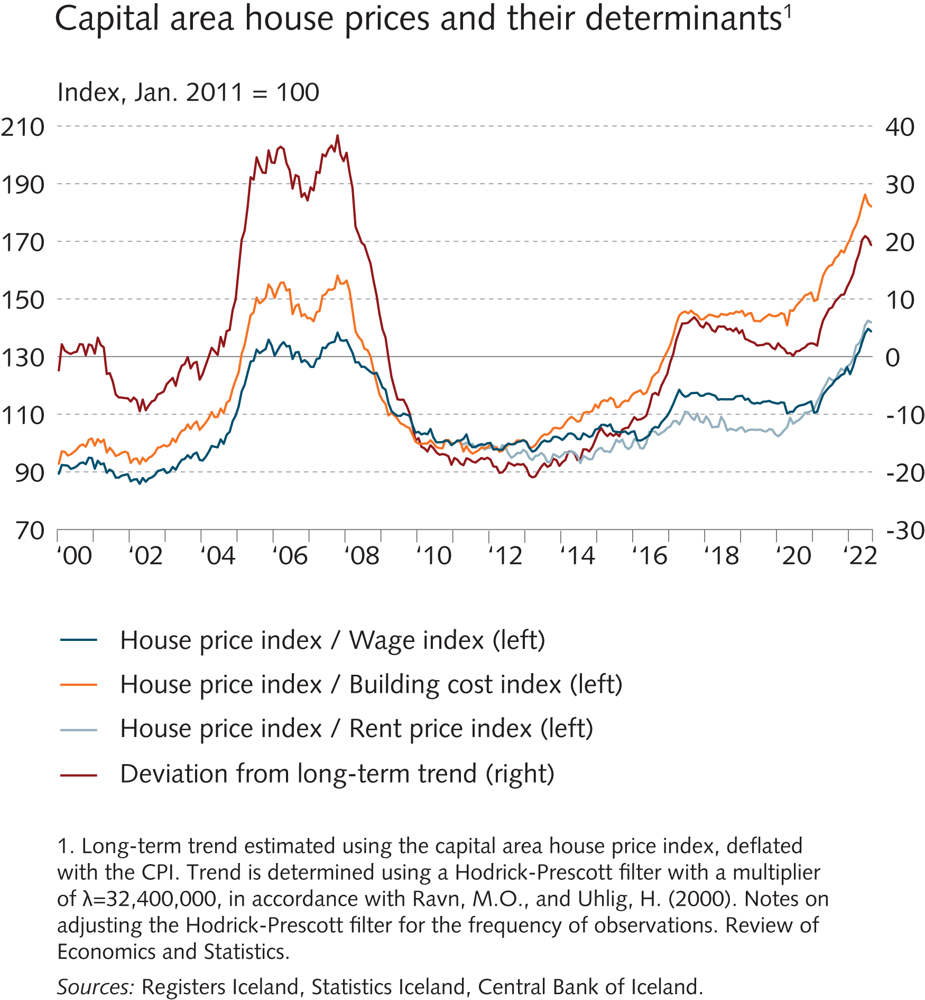 Capital area house prices and their determinants¹
Index, Jan. 2011 = 100
210 40
190 30
170 20
150 10
130 0
110 -10
90 -20
70 -30
‘00 ‘02 ‘04 ‘06 ‘08 ‘10 ‘12 ‘14 ‘16 ‘18 ‘20 ‘22
House price index / Wage index (left)
House price index / Building cost index (left)
House price index / Rent price index (left)
Deviation from long-term trend (right)
1. Long-term trend estimated using the capital area house price index, deflated
with the CPI. Trend is determined using a Hodrick-Prescott filter with a multiplier
of λ=32,400,000, in accordance with Ravn, M.O., and Uhlig, H. (2000). Notes on
adjusting the Hodrick-Prescott filter for the frequency of observations. Review of
Economics and Statistics.
Sources: Registers Iceland, Statistics Iceland, Central Bank of Iceland.